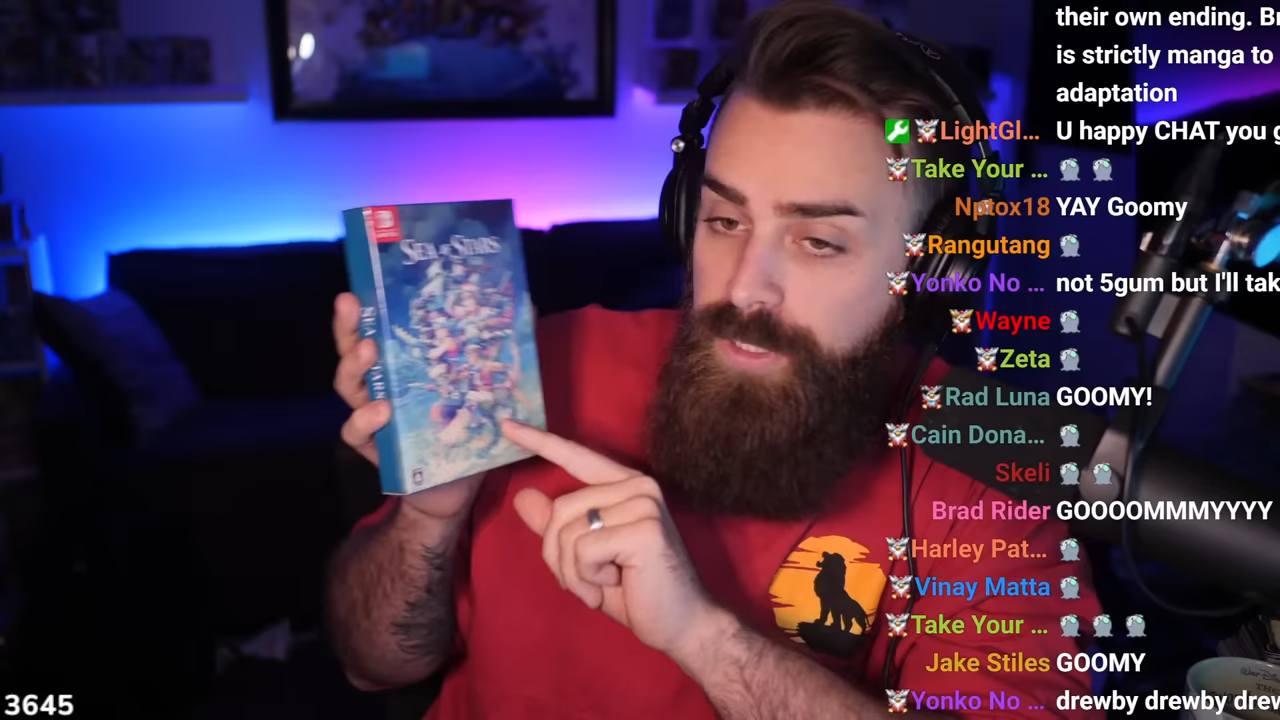 their own ending. Br
is strictly manga to
adaptation
LightGl… U happy CHAT you g
Take Your …
Nptox18 YAY Goomy
Rangutang
Yonko No … not 5gum but I'll tak
Wayne
Zeta
Rad Luna GOOMY!
Cain Dona…
Skeli
Brad Rider GOOOOMMMYYYY
Harley Pat…
Vinay Matta
Take Your …
Jake Stiles GOOMY
Yonko No … drewby drewby drew
SEA of STARS
3645